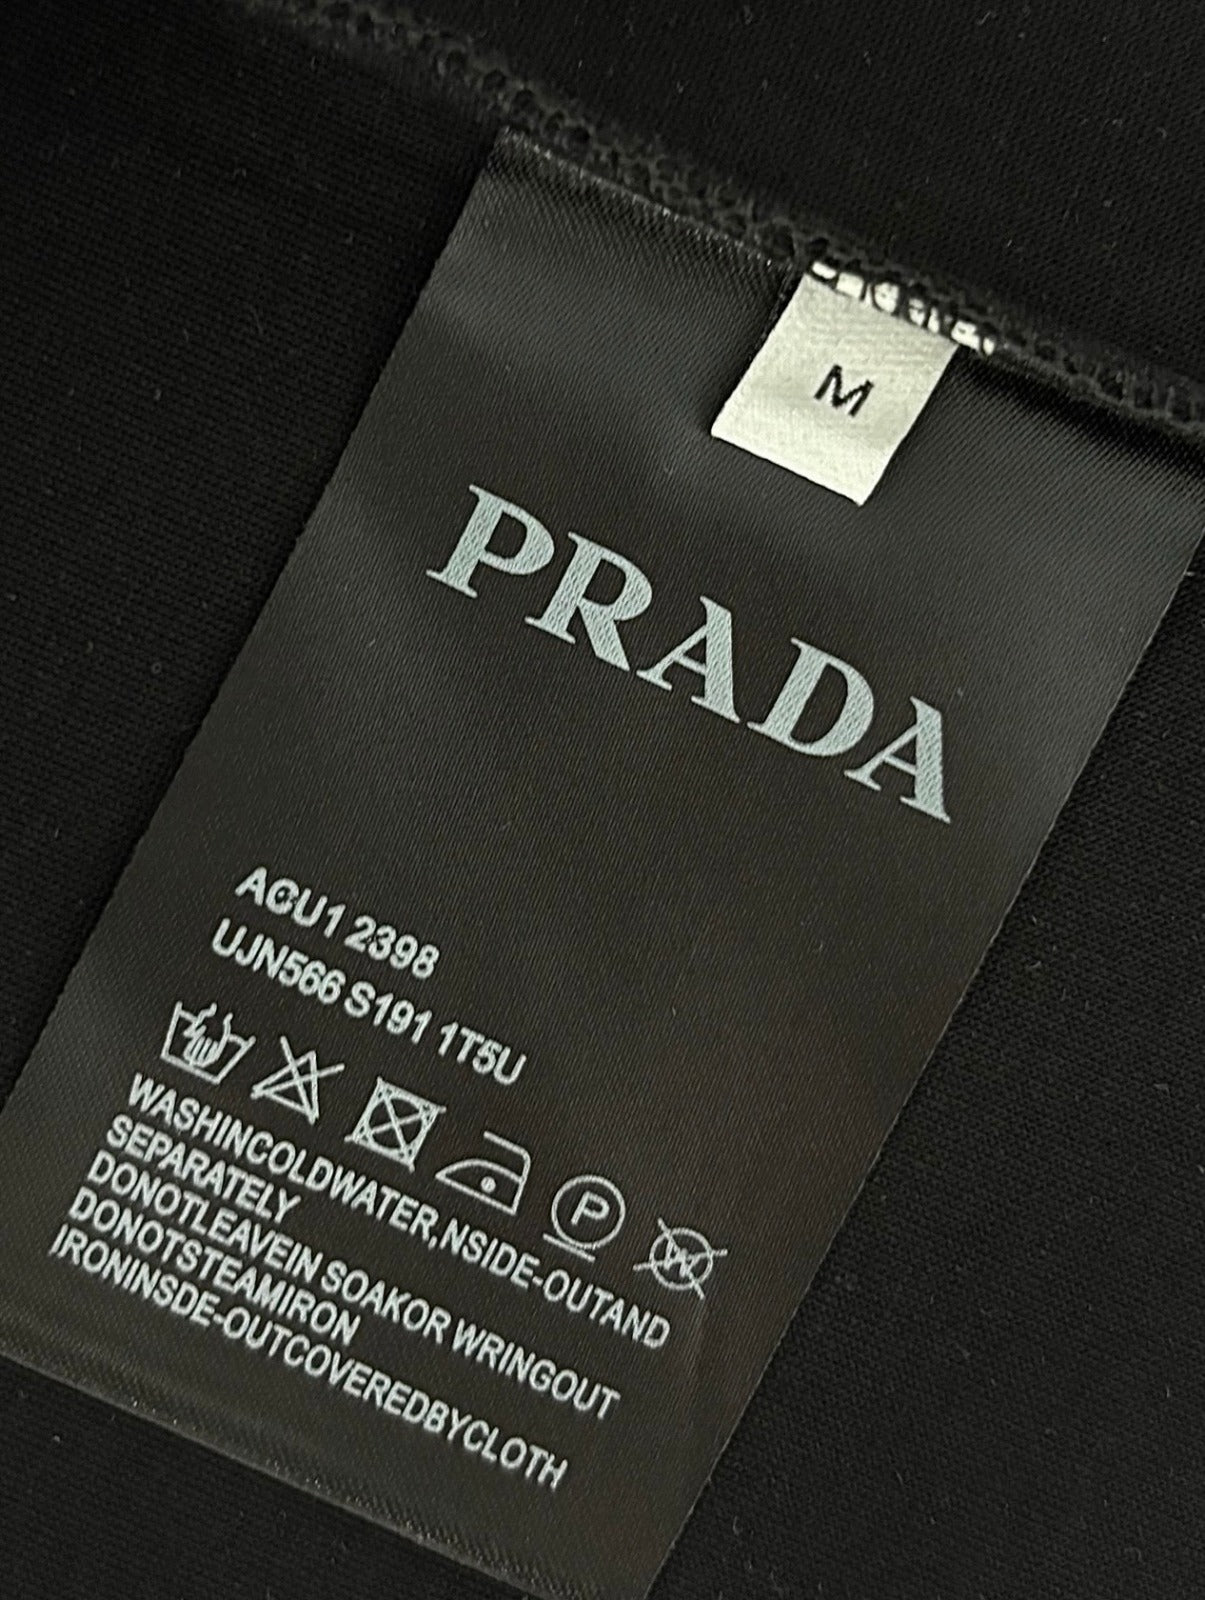 M
PRADA
ACU1 2398
UJN566 S191 1T5U
P
W
WASHINCOLDWATER,NSIDE-OUTAND
SEPARATELY
DONOTLEAVEIN SOAKOR WRINGOUT
DONOTSTEAMIRON
IRONINSDE-OUTCOVEREDBYCLOTH